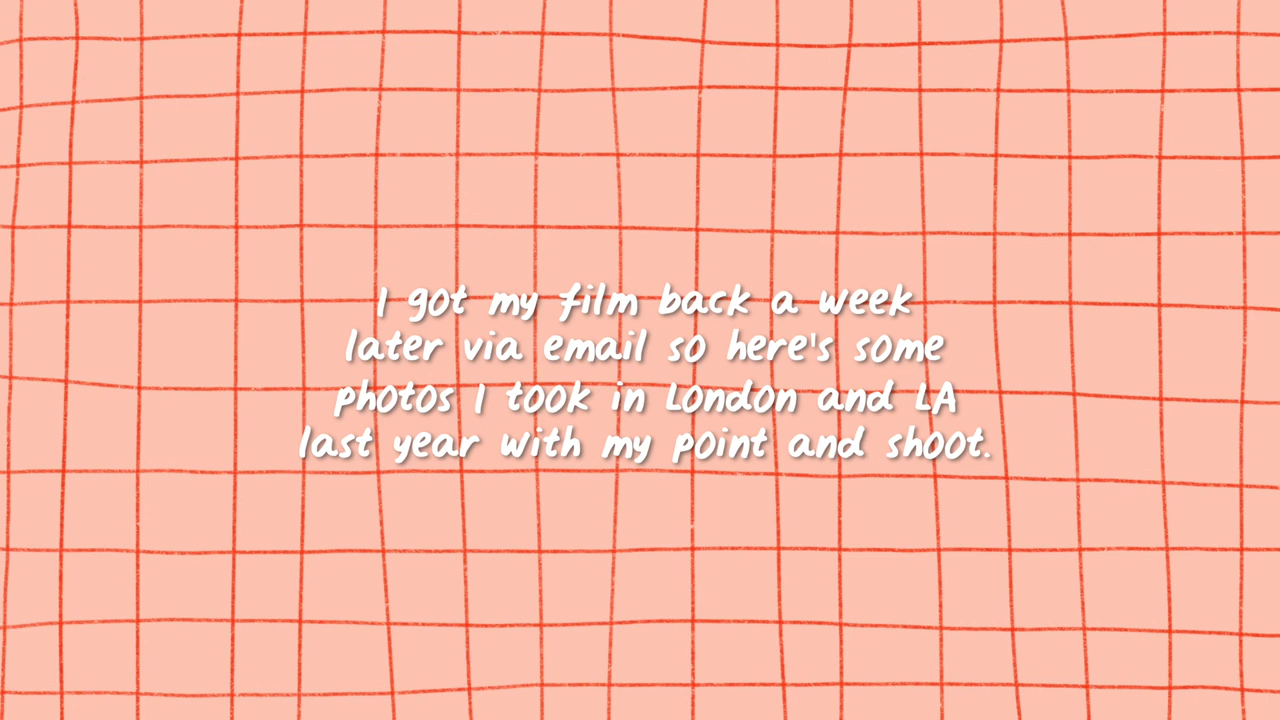 I got my film back a week
later via email so here's some
photos I took in London and LA
last year with my point and shoot.